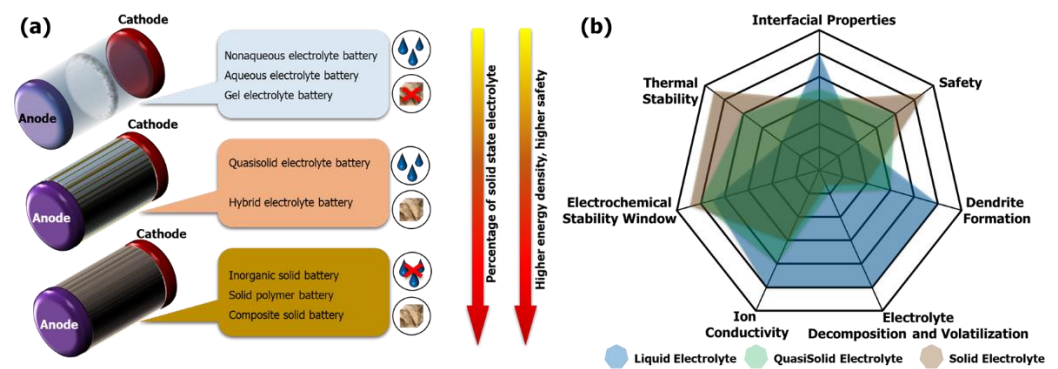 (a)
Cathode
Anode
Nonaqueous electrolyte battery
Aqueous electrolyte battery
Gel electrolyte battery
Cathode
Anode
Quasisolid electrolyte battery
Hybrid electrolyte battery
Cathode
Anode
Inorganic solid battery
Solid polymer battery
Composite solid battery
Percentage of solid state electrolyte
Higher energy density, higher safety
(b)
Interfacial Properties
Safety
Dendrite
Formation
Electrolyte
Decomposition and Volatilization
Ion
Conductivity
Electrochemical
Stability Window
Thermal
Stability
Liquid Electrolyte
QuasiSolid Electrolyte
Solid Electrolyte